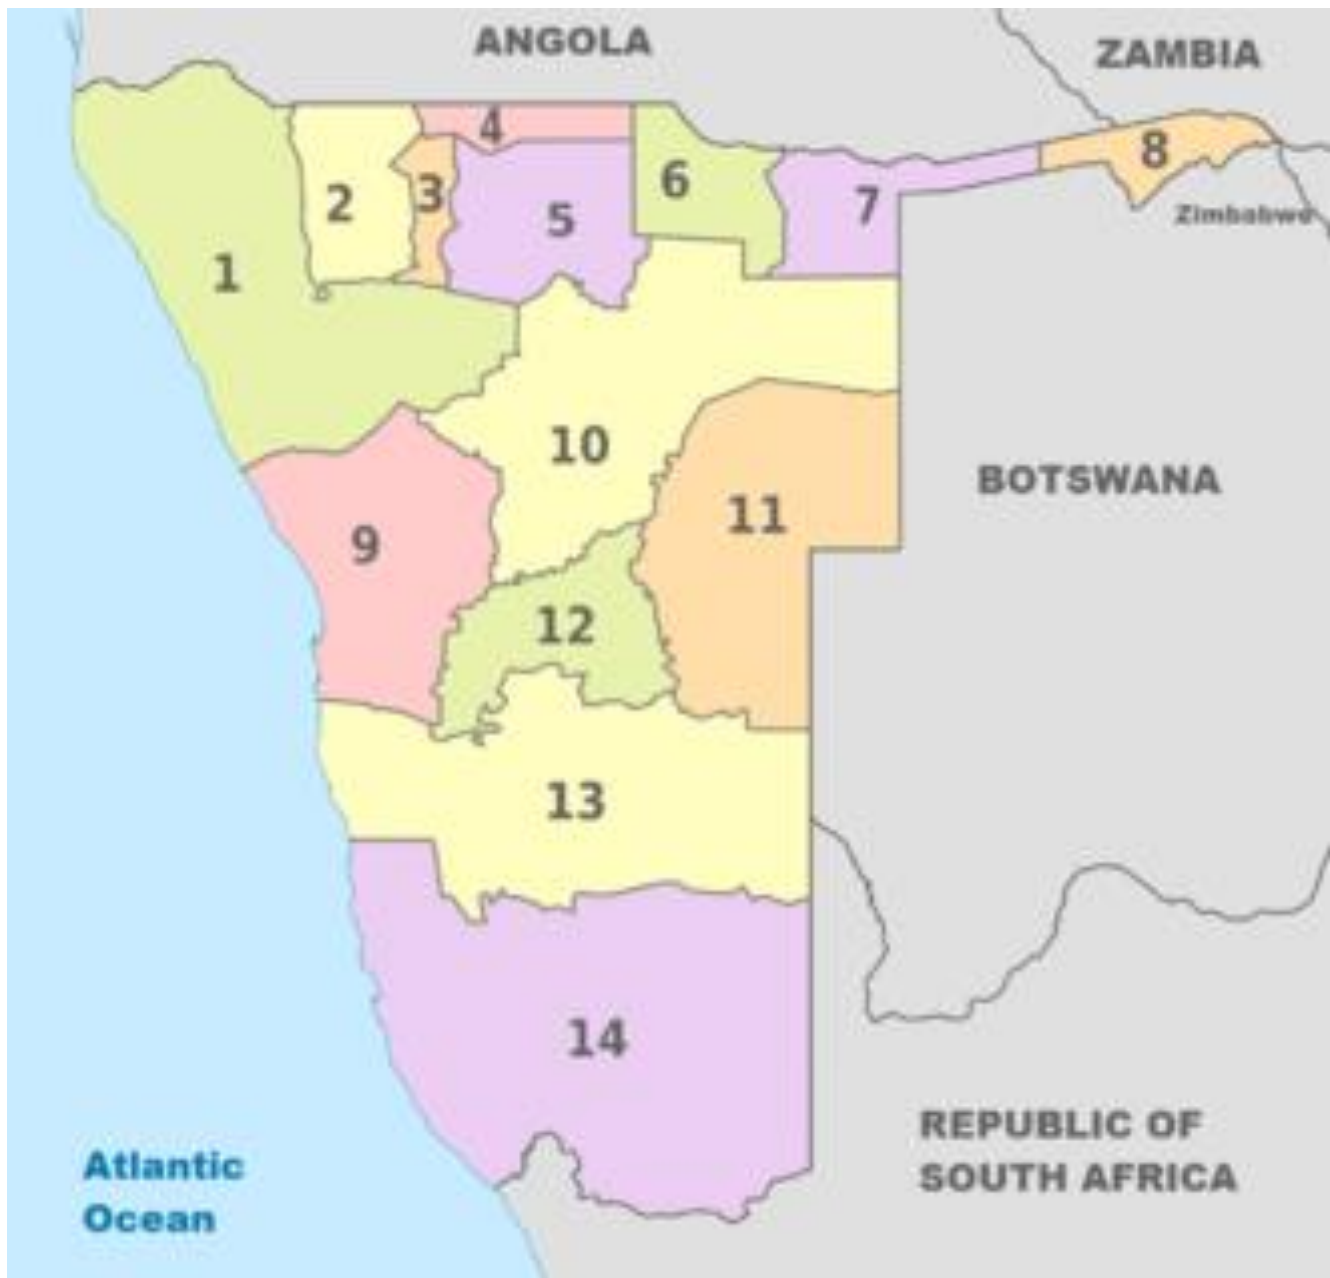 ANGOLA
ZAMBIA
4
8
2
3
6
7
5
Zimbabwe
1
10
BOTSWANA
11
9
12
13
14
Atlantic
Ocean
REPUBLIC OF
SOUTH AFRICA